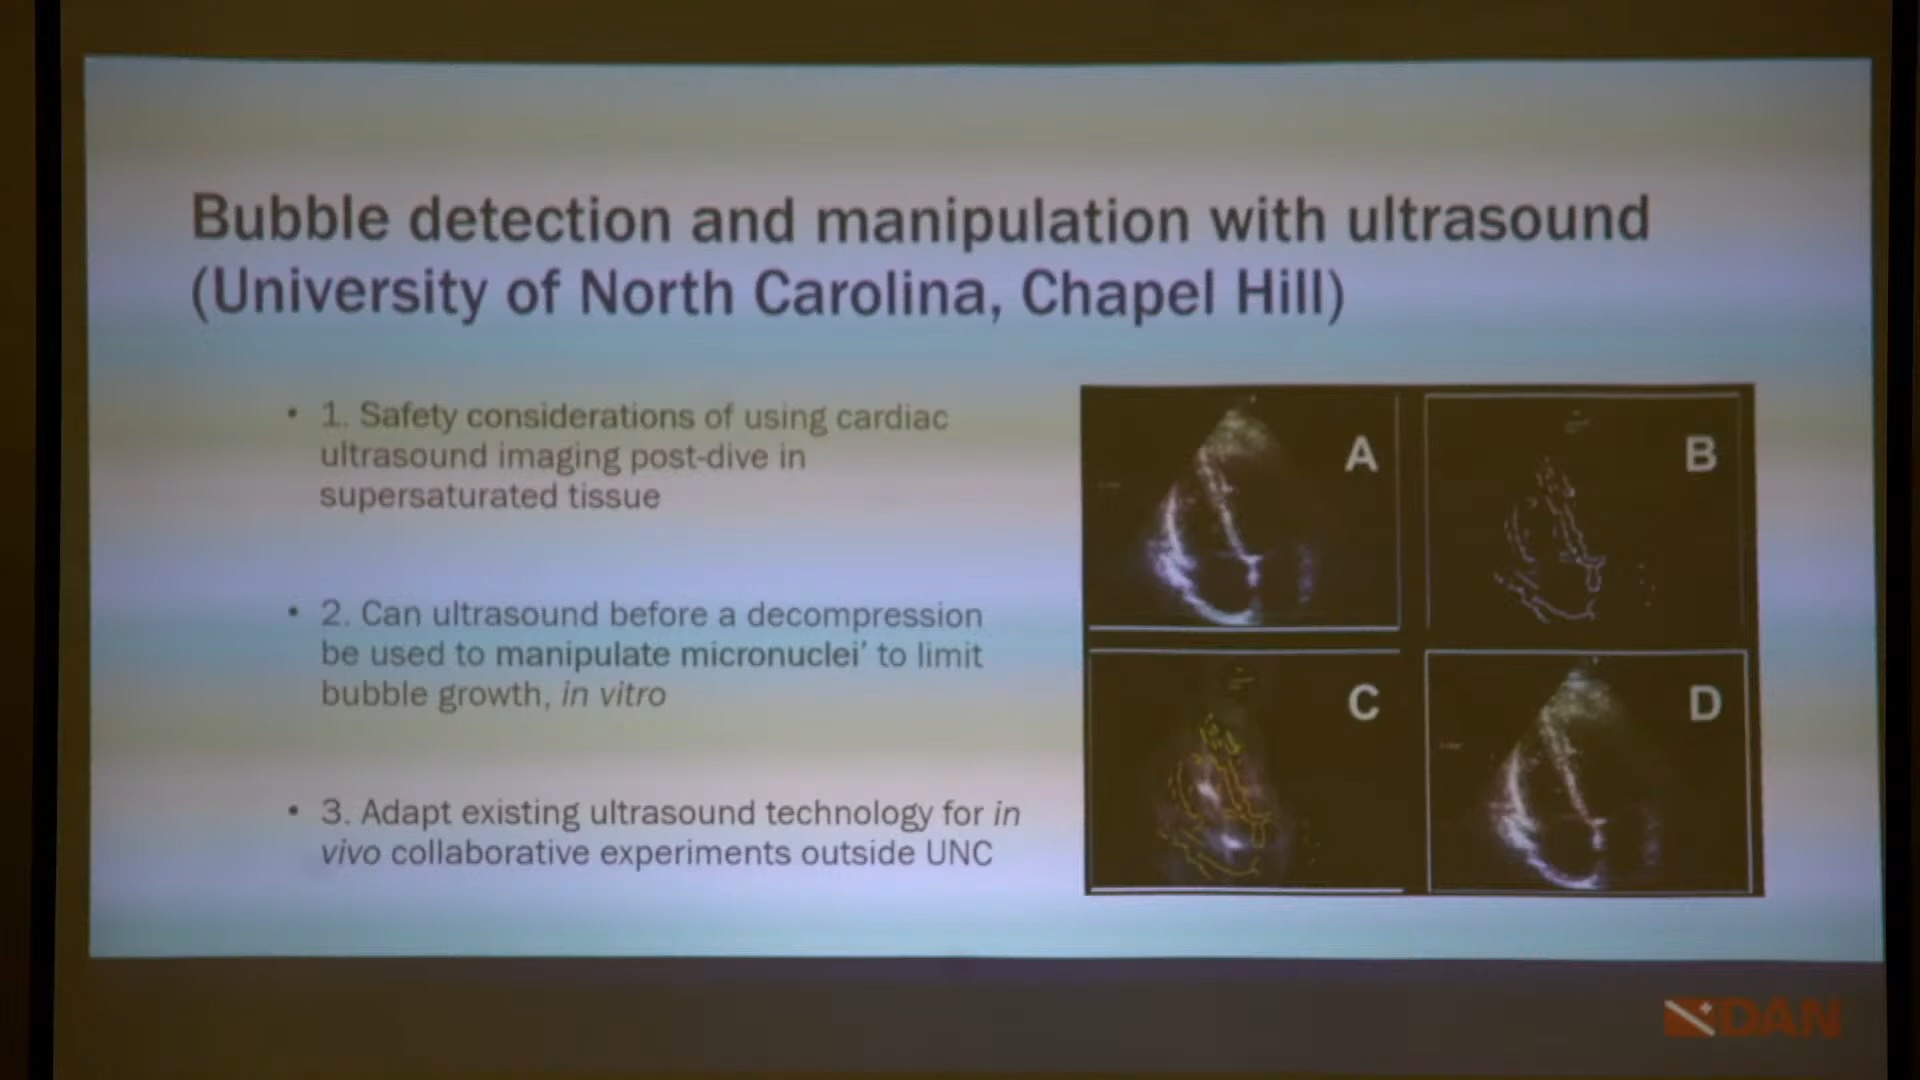 Bubble detection and manipulation with ultrasound
(University of North Carolina, Chapel Hill)
• 1. Safety considerations of using cardiac
ultrasound imaging post-dive in
supersaturated tissue
• 2. Can ultrasound before a decompression
be used to manipulate micronuclei’ to limit
bubble growth, in vitro
• 3. Adapt existing ultrasound technology for in
vivo collaborative experiments outside UNC
A
B
C
D
DAN